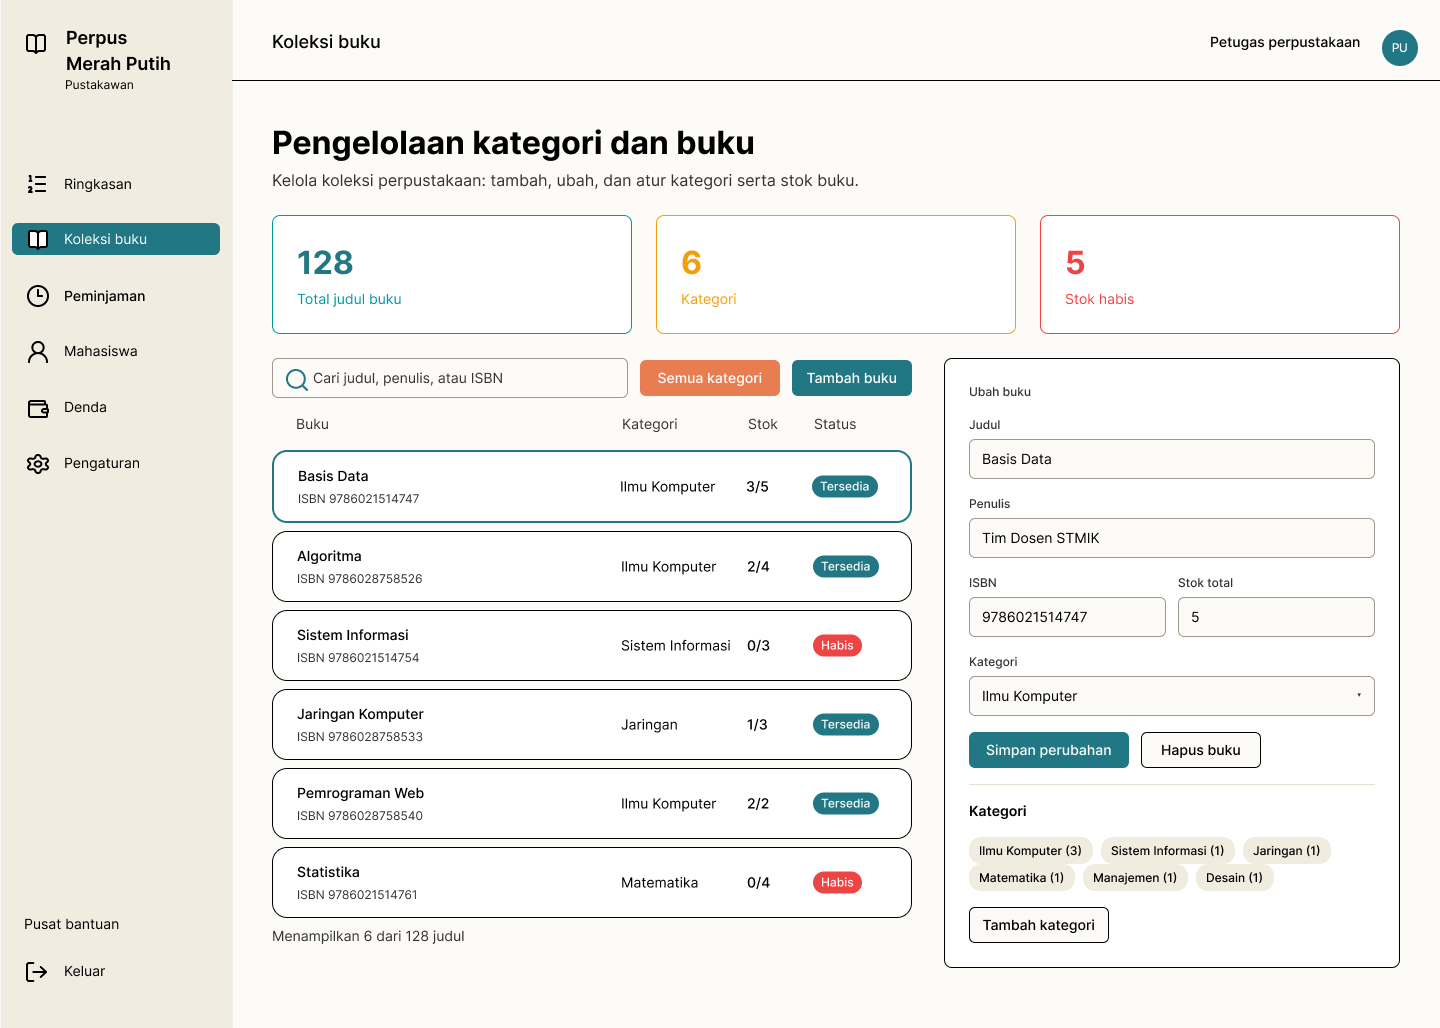 Perpus
Merah Putih
Pustakawan
Ringkasan
Koleksi buku
Peminjaman
Mahasiswa
Denda
Pengaturan
Pusat bantuan
Keluar
Koleksi buku
Petugas perpustakaan
PU
Pengelolaan kategori dan buku
Kelola koleksi perpustakaan: tambah, ubah, dan atur kategori serta stok buku.
128
Total judul buku
6
Kategori
5
Stok habis
Cari judul, penulis, atau ISBN
Semua kategori
Tambah buku
Buku Kategori Stok Status
Basis Data
ISBN 9786021514747
Ilmu Komputer 3/5 Tersedia
Algoritma
ISBN 9786028758526
Ilmu Komputer 2/4 Tersedia
Sistem Informasi
ISBN 9786021514754
Sistem Informasi 0/3 Habis
Jaringan Komputer
ISBN 9786028758533
Jaringan 1/3 Tersedia
Pemrograman Web
ISBN 9786028758540
Ilmu Komputer 2/2 Tersedia
Statistika
ISBN 9786021514761
Matematika 0/4 Habis
Menampilkan 6 dari 128 judul
Ubah buku
Judul
Basis Data
Penulis
Tim Dosen STMIK
ISBN Stok total
9786021514747 5
Kategori
Ilmu Komputer
Simpan perubahan Hapus buku
Kategori
Ilmu Komputer (3) Sistem Informasi (1) Jaringan (1)
Matematika (1) Manajemen (1) Desain (1)
Tambah kategori